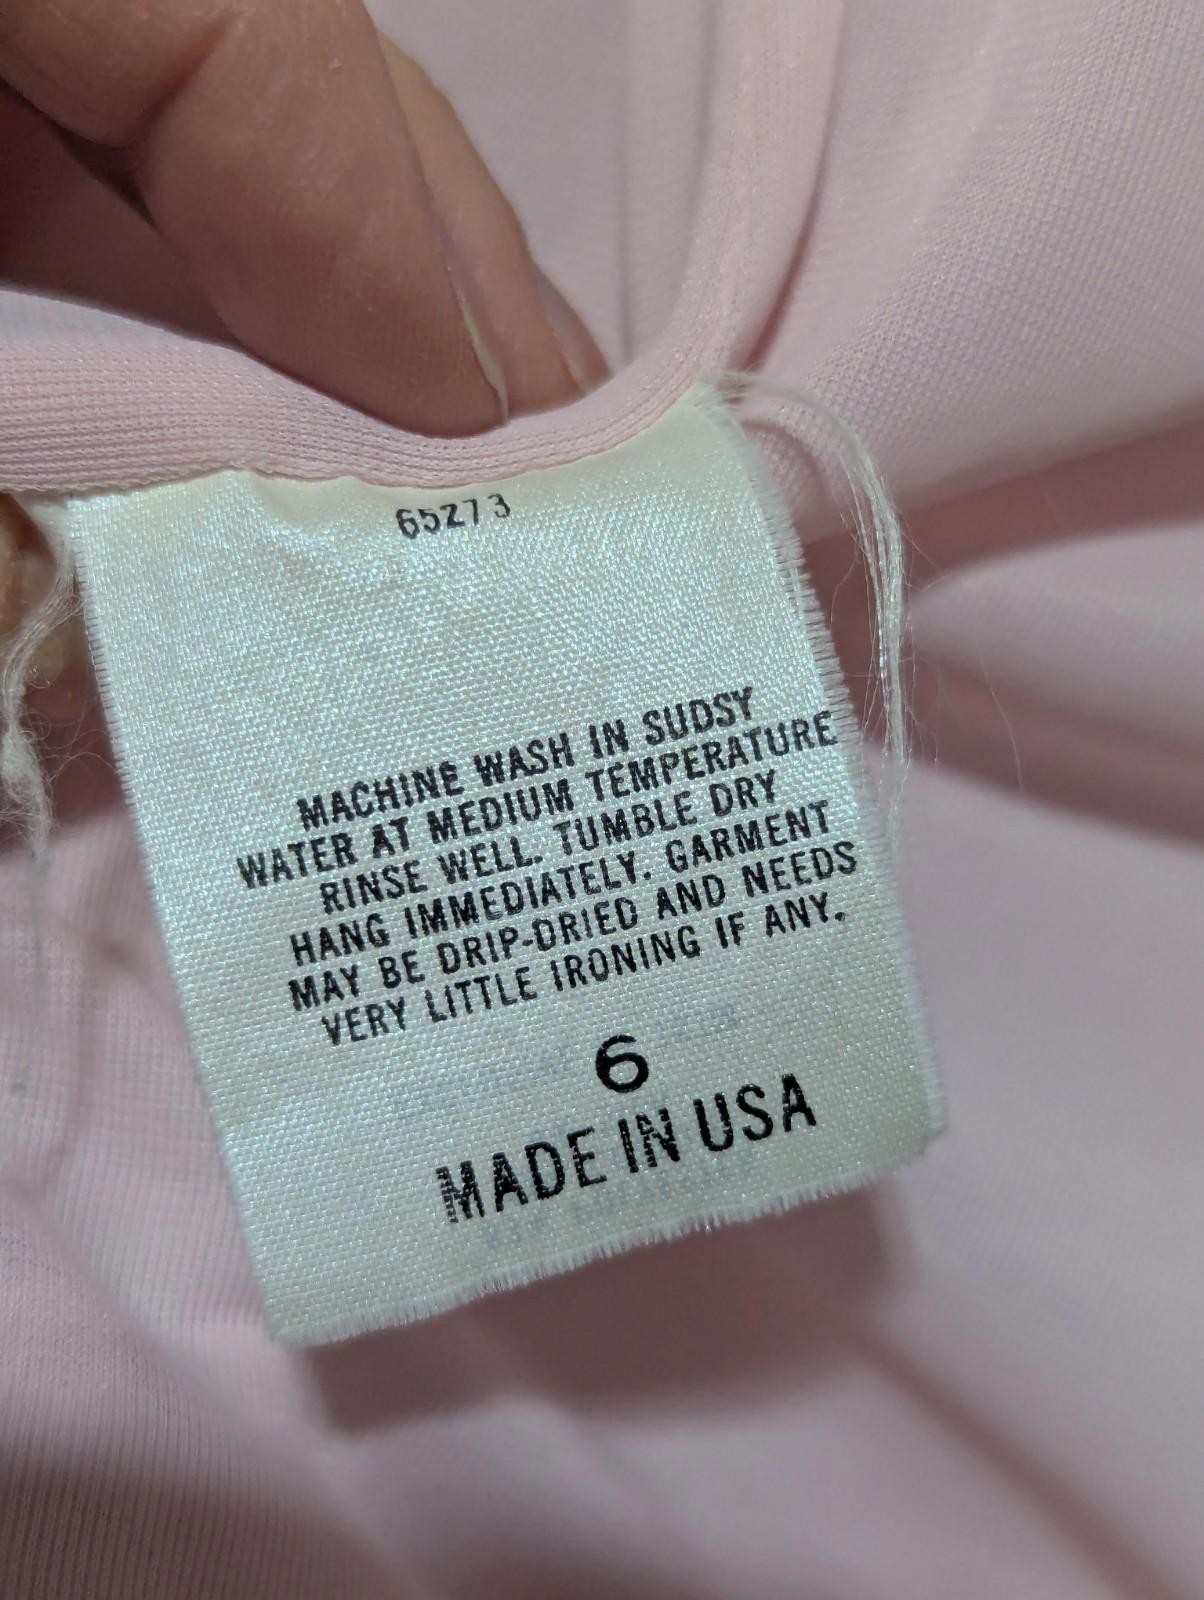 65273
MACHINE WASH IN SUDSY
WATER AT MEDIUM TEMPERATURE
RINSE WELL. TUMBLE DRY
HANG IMMEDIATELY. GARMENT
MAY BE DRIP-DRIED AND NEEDS
VERY LITTLE IRONING IF ANY.
6
MADE IN USA